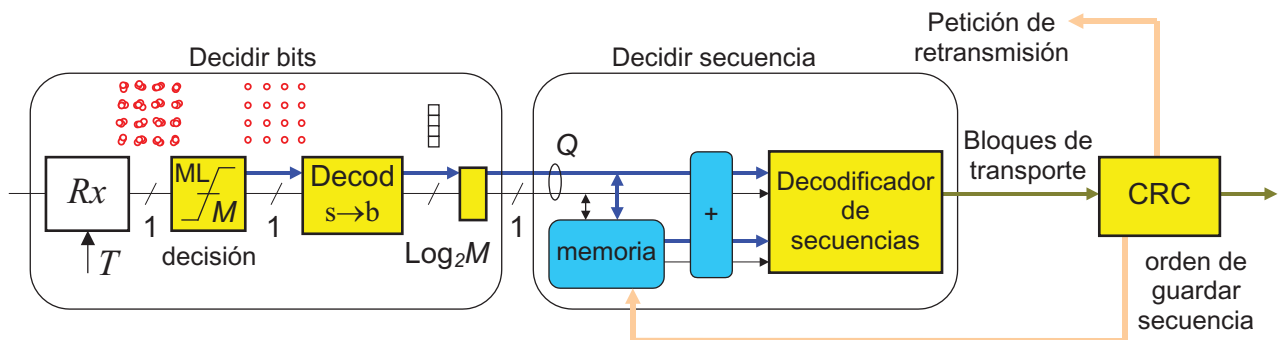 Petición de
retransmisión
Decidir bits
Decidir secuencia
Rx
T
1
ML
M
decisión
1
Decod
s→b
Log2M
1
Q
memoria
+
Decodificador
de
secuencias
Bloques de
transporte
CRC
orden de
guardar
secuencia